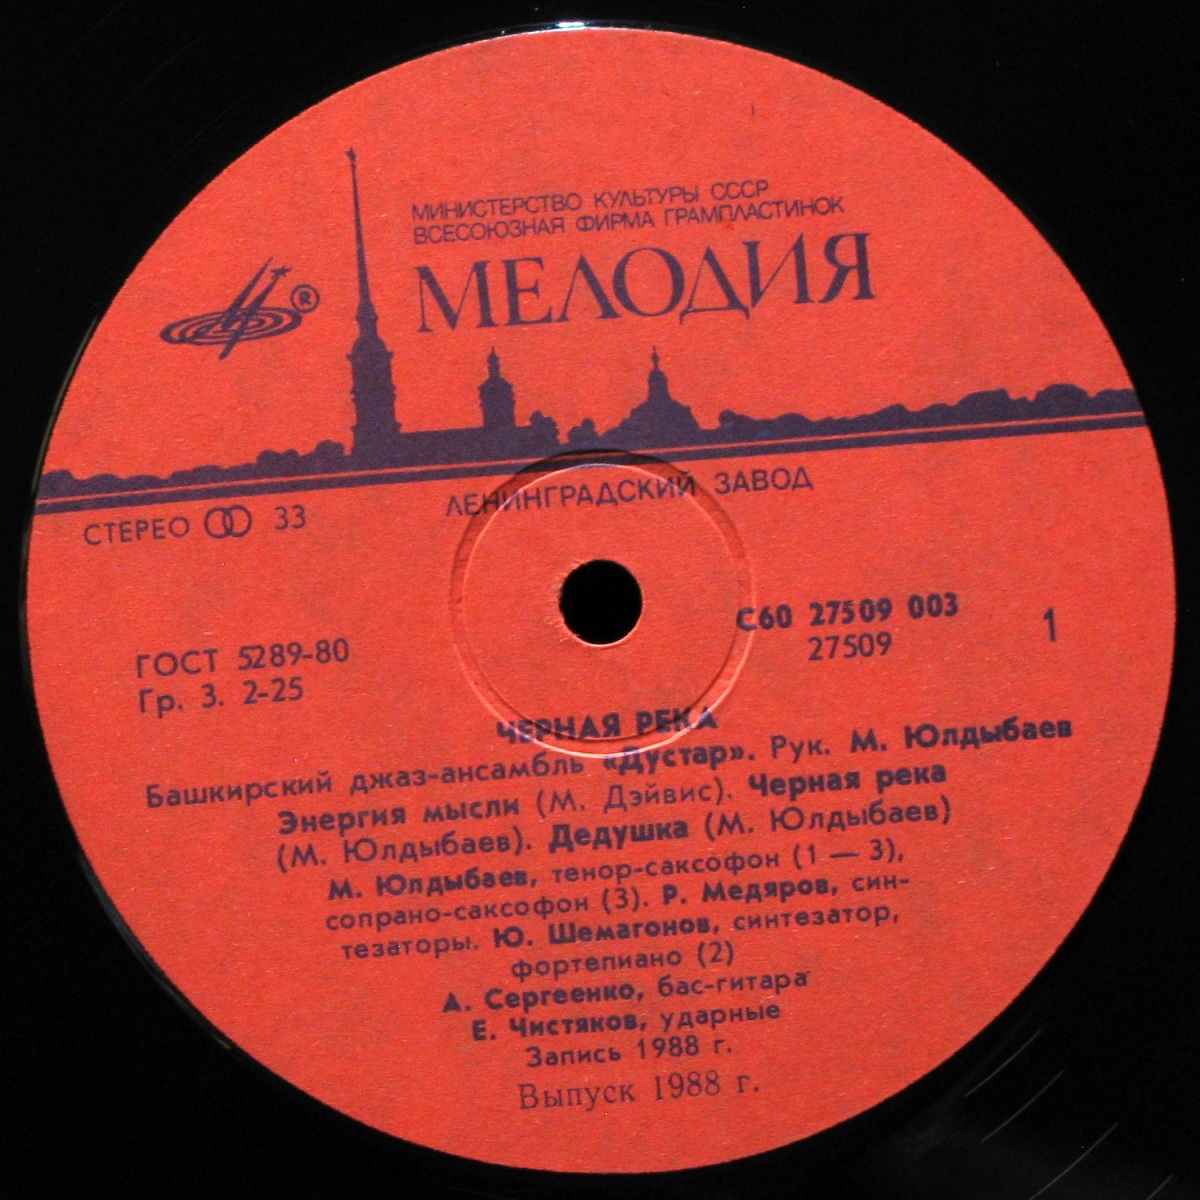 МИНИСТЕРСТВО КУЛЬТУРЫ СССР
ВСЕСОЮЗНАЯ ФИРМА ГРАМПЛАСТИНОК
МЕЛОДИЯ
®
ЛЕНИНГРАДСКИЙ ЗАВОД
СТЕРЕО 33
ГОСТ 5289-80
Гр. 3. 2-25
С60 27509 003
27509
1
ЧЕРНАЯ РЕКА
Башкирский джаз-ансамбль «Дустар». Рук. М. Юлдыбаев
Энергия мысли (М. Дэйвис). Черная река
(М. Юлдыбаев). Дедушка (М. Юлдыбаев)
М. Юлдыбаев, тенор-саксофон (1 — 3),
сопрано-саксофон (3). Р. Медяров, син-
тезаторы. Ю. Шемагонов, синтезатор,
фортепиано (2)
А. Сергеенко, бас-гитара
Е. Чистяков, ударные
Запись 1988 г.
Выпуск 1988 г.